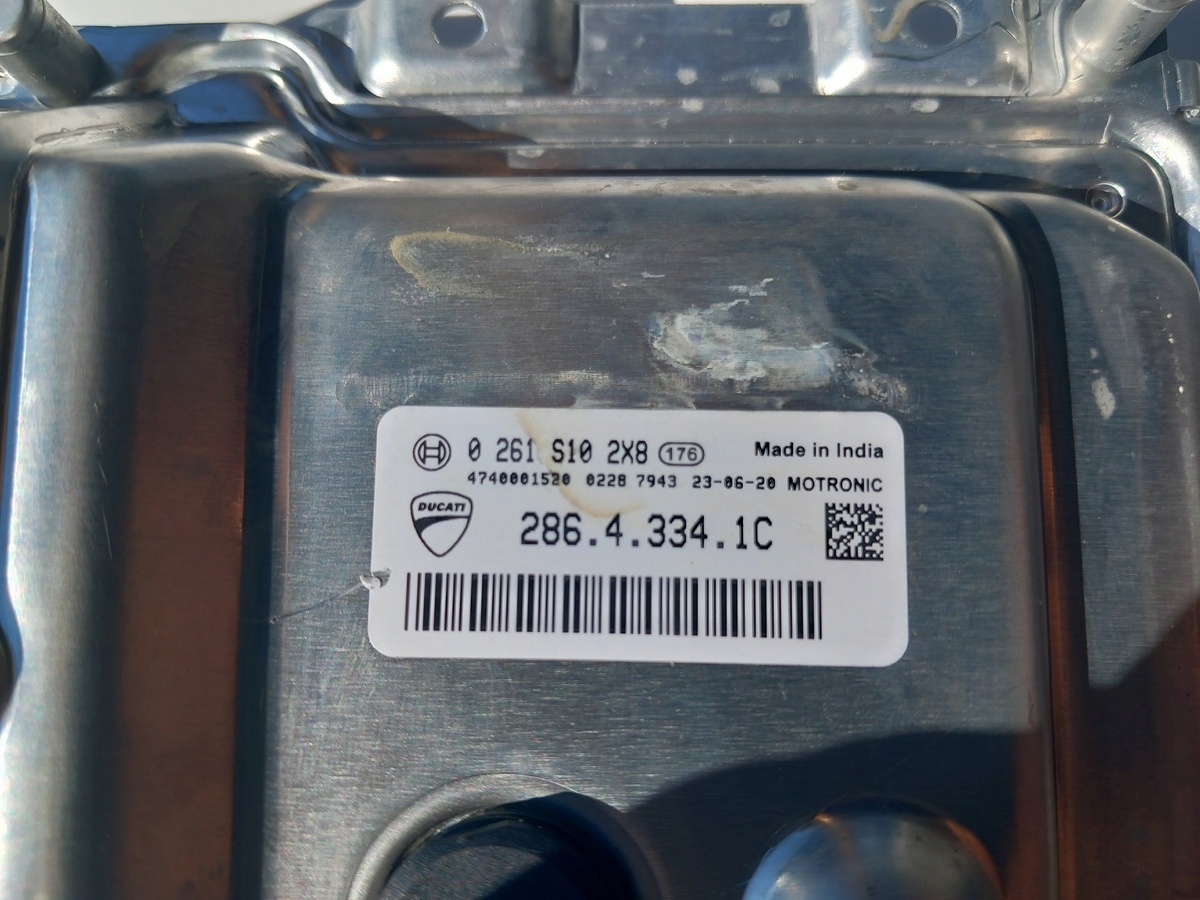 0 261 S10 2X8 176 Made in India
4740001520 0228 7943 23-06-20 MOTRONIC
DUCATI
286.4.334.1C